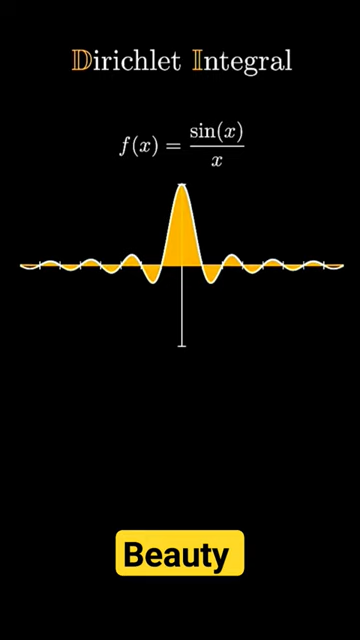 Dirichlet Integral
f(x) = sin(x)/x
Beauty